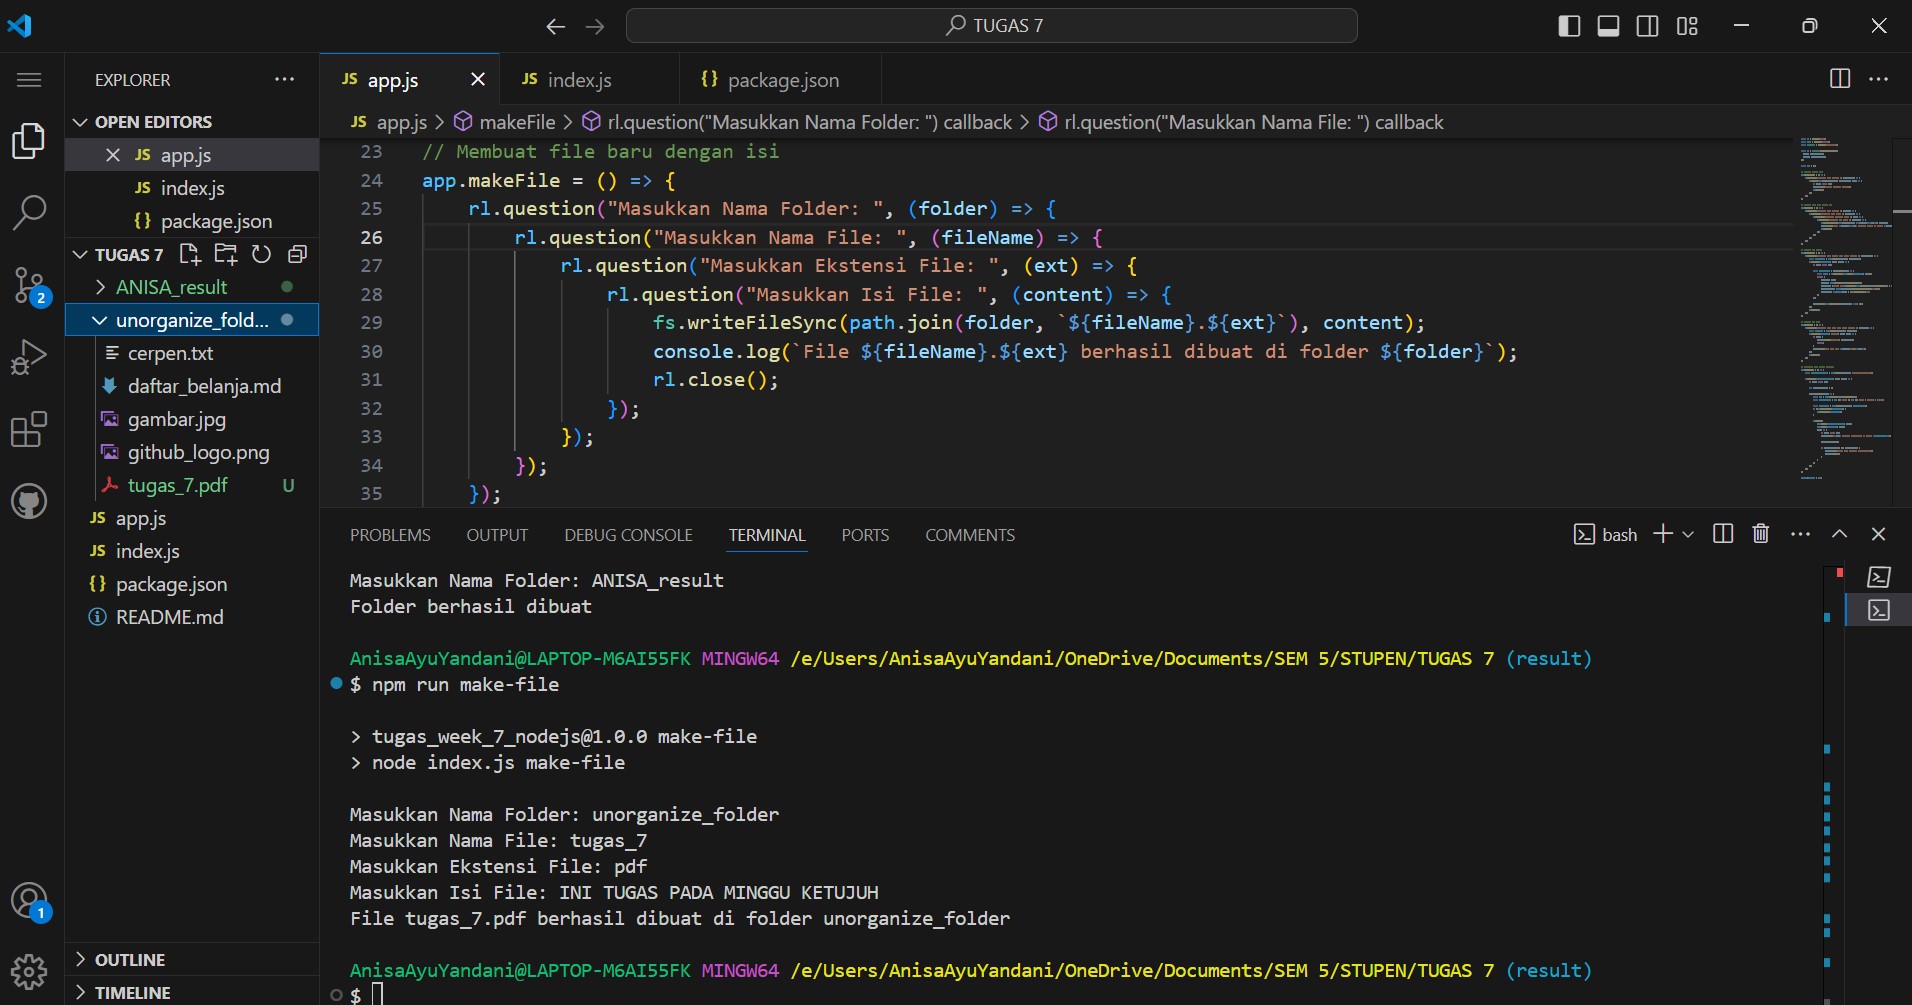 TUGAS 7
EXPLORER
OPEN EDITORS
JS app.js
JS index.js
{} package.json
TUGAS 7
ANISA_result
unorganize_fold...
cerpen.txt
daftar_belanja.md
gambar.jpg
github_logo.png
tugas_7.pdf U
JS app.js
JS index.js
{} package.json
README.md
OUTLINE
TIMELINE
2
1
JS app.js
JS index.js
{} package.json
JS app.js > makeFile > rl.question("Masukkan Nama Folder: ") callback > rl.question("Masukkan Nama File: ") callback
23 // Membuat file baru dengan isi
24 app.makeFile = () => {
25 rl.question("Masukkan Nama Folder: ", (folder) => {
26 rl.question("Masukkan Nama File: ", (fileName) => {
27 rl.question("Masukkan Ekstensi File: ", (ext) => {
28 rl.question("Masukkan Isi File: ", (content) => {
29 fs.writeFileSync(path.join(folder, `${fileName}.${ext}`), content);
30 console.log(`File ${fileName}.${ext} berhasil dibuat di folder ${folder}`);
31 rl.close();
32 });
33 });
34 });
35 });
PROBLEMS OUTPUT DEBUG CONSOLE TERMINAL PORTS COMMENTS
bash
Masukkan Nama Folder: ANISA_result
Folder berhasil dibuat
AnisaAyuYandani@LAPTOP-M6AI55FK MINGW64 /e/Users/AnisaAyuYandani/OneDrive/Documents/SEM 5/STUPEN/TUGAS 7 (result)
$ npm run make-file
> tugas_week_7_nodejs@1.0.0 make-file
> node index.js make-file
Masukkan Nama Folder: unorganize_folder
Masukkan Nama File: tugas_7
Masukkan Ekstensi File: pdf
Masukkan Isi File: INI TUGAS PADA MINGGU KETUJUH
File tugas_7.pdf berhasil dibuat di folder unorganize_folder
AnisaAyuYandani@LAPTOP-M6AI55FK MINGW64 /e/Users/AnisaAyuYandani/OneDrive/Documents/SEM 5/STUPEN/TUGAS 7 (result)
$